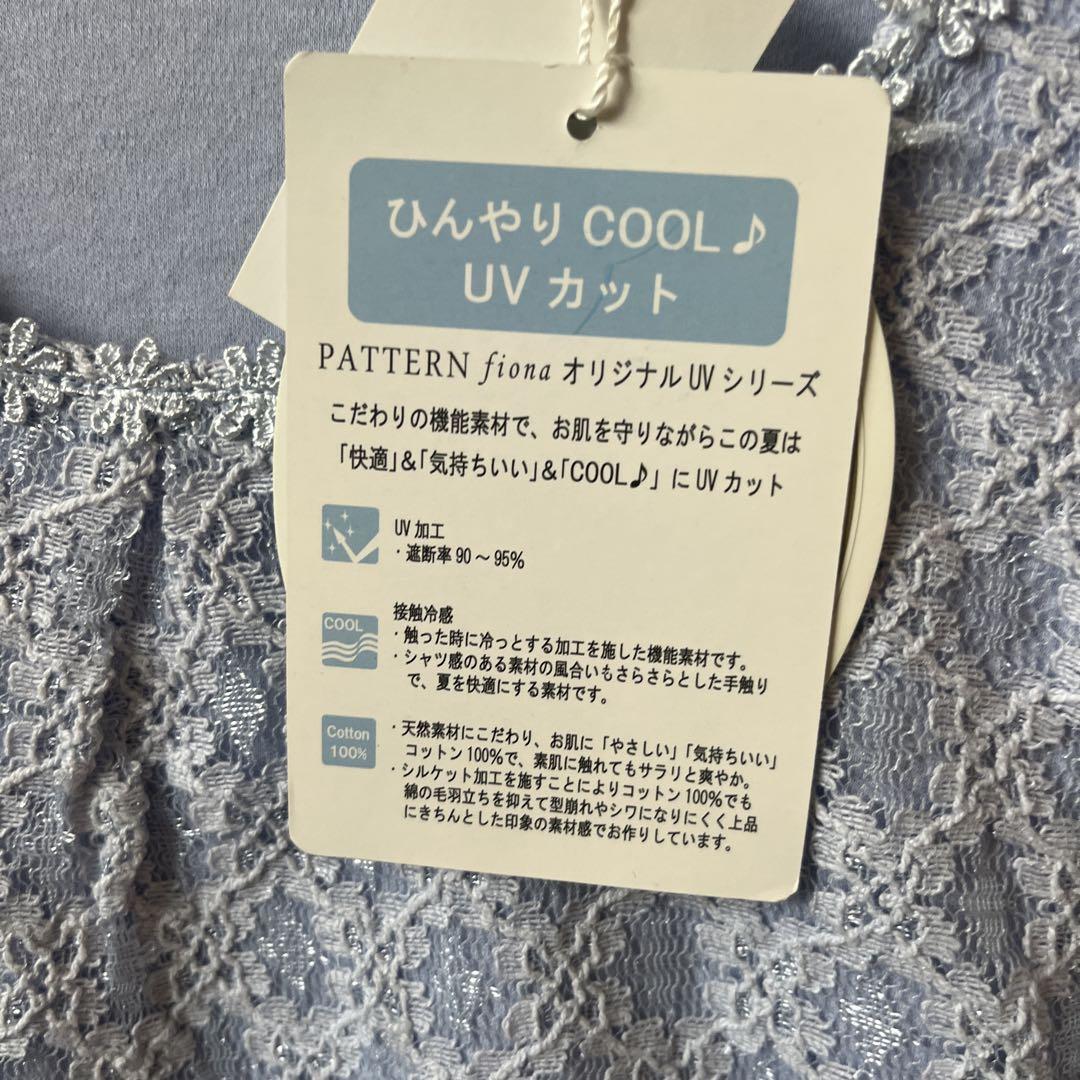 ひんやり COOL♪
UV カット
PATTERN fiona オリジナル UV シリーズ
こだわりの機能素材で、お肌を守りながらこの夏は
「快適」&「気持ちいい」&「COOL♪」に UV カット
UV 加工
・遮断率 90 ～ 95%
COOL
接触冷感
・触った時に冷っとする加工を施した機能素材です。
・シャツ感のある素材の風合いもさらさらとした手触り
で、夏を快適にする素材です。
Cotton
100%
・天然素材にこだわり、お肌に「やさしい」「気持ちいい」
コットン 100%で、素肌に触れてもサラリと爽やか。
・シルケット加工を施すことによりコットン 100%でも
綿の毛羽立ちを抑えて型崩れやシワになりにくく上品
にきちんとした印象の素材感でお作りしています。